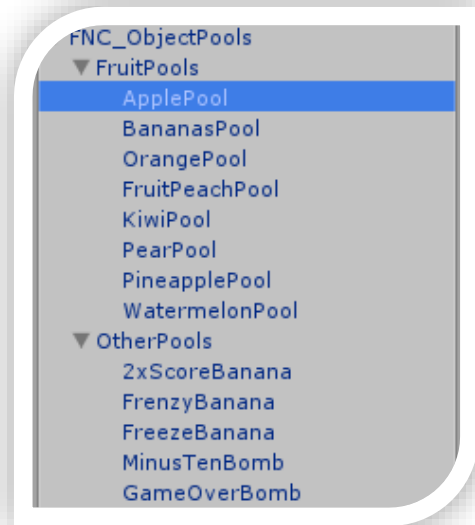 FNC_ObjectPools
FruitPools
ApplePool
BananasPool
OrangePool
FruitPeachPool
KiwiPool
PearPool
PineapplePool
WatermelonPool
OtherPools
2xScoreBanana
FrenzyBanana
FreezeBanana
MinusTenBomb
GameOverBomb